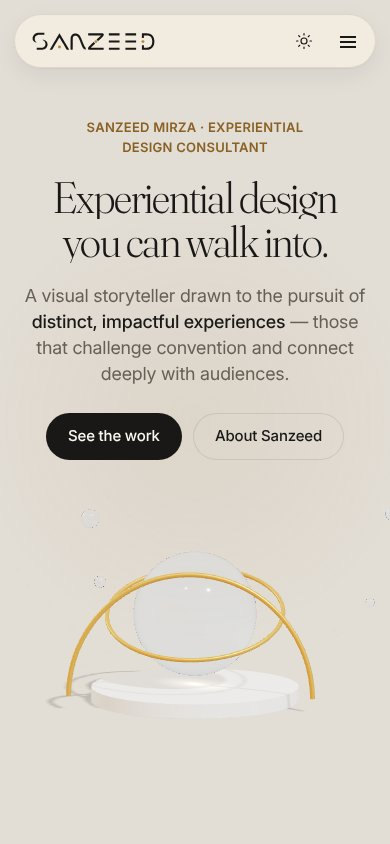 SANZEED
SANZEED MIRZA · EXPERIENTIAL
DESIGN CONSULTANT
Experiential design
you can walk into.
A visual storyteller drawn to the pursuit of
distinct, impactful experiences — those
that challenge convention and connect
deeply with audiences.
See the work
About Sanzeed